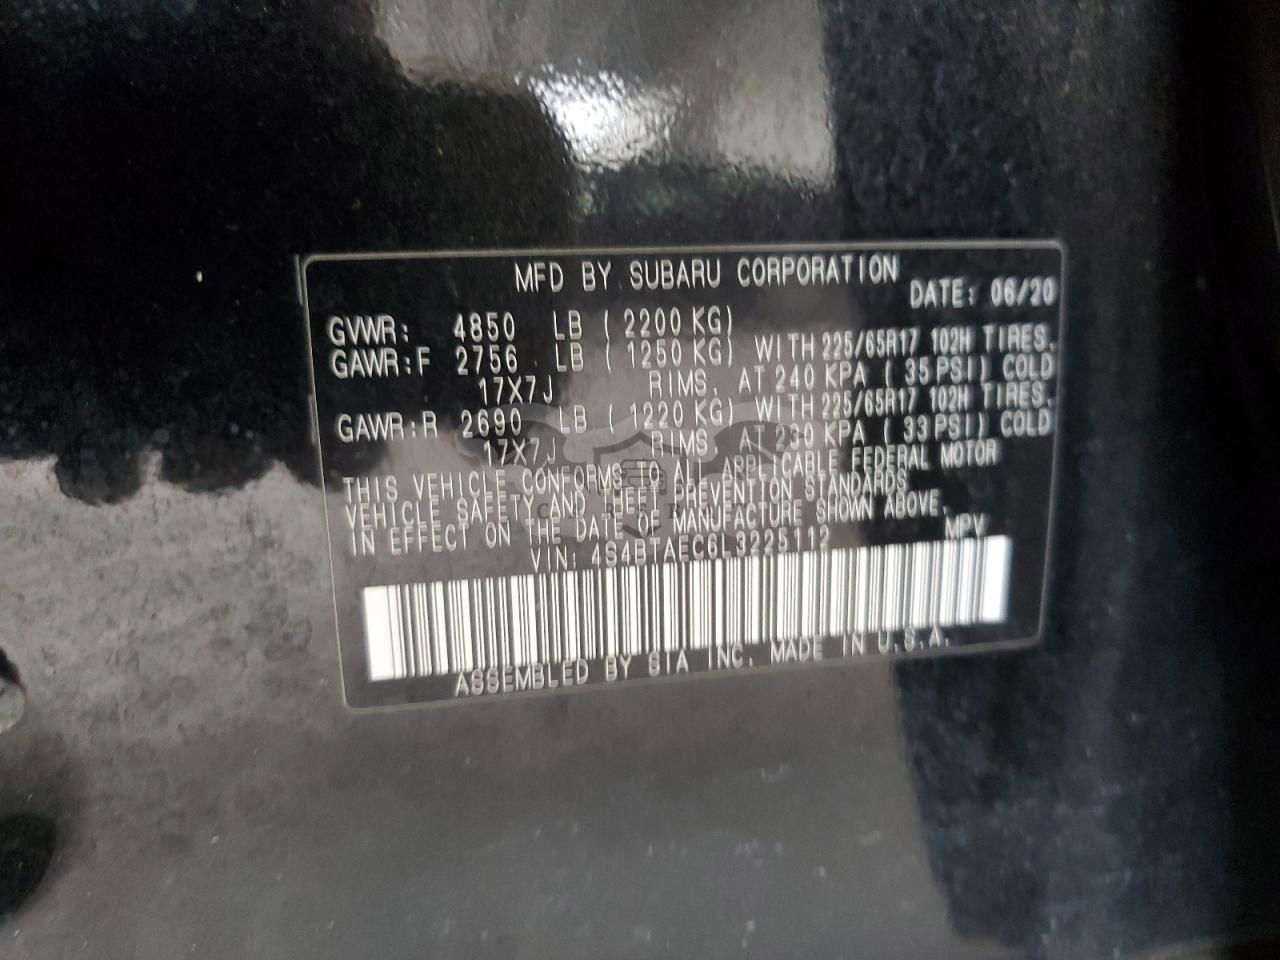 MFD BY SUBARU CORPORATION
DATE: 06/20
GVWR: 4850 LB ( 2200 KG)
GAWR:F 2756 LB ( 1250 KG) WITH 225/65R17 102H TIRES,
17X7J RIMS, AT 240 KPA ( 35 PSI) COLD
GAWR:R 2690 LB ( 1220 KG) WITH 225/65R17 102H TIRES,
17X7J RIMS, AT 230 KPA ( 33 PSI) COLD
THIS VEHICLE CONFORMS TO ALL APPLICABLE FEDERAL MOTOR
VEHICLE SAFETY AND THEFT PREVENTION STANDARDS
IN EFFECT ON THE DATE OF MANUFACTURE SHOWN ABOVE.
VIN: 4S4BTAEC6L3225112 MPV
ASSEMBLED BY SIA INC. MADE IN U.S.A.